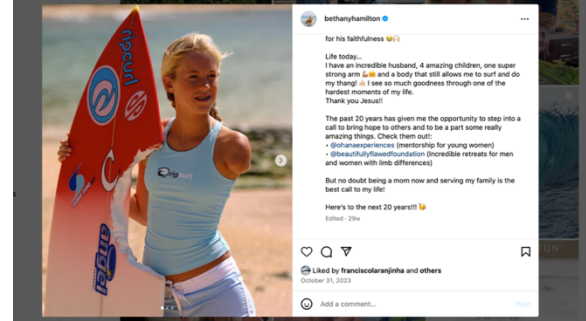 bethanyhamilton
for his faithfulness 😭🙌🏼
Life today...
I have an incredible husband, 4 amazing children, one super
strong arm 💪🏼😊 and a body that still allows me to surf and do
my thang! 🤙🏼 I see so much goodness through one of the
hardest moments of my life.
Thank you Jesus!!
The past 20 years has given me the opportunity to step into a
call to bring hope to others and to be a part some really
amazing things. Check them out!:
• @ohanaexperiences (mentorship for young women)
• @beautifullyflawedfoundation (Incredible retreats for men
and women with limb differences)
But no doubt being a mom now and serving my family is the
best call to my life!
Here's to the next 20 years!!! 🤙🏼
Edited · 29w
Liked by franciscolaranjinha and others
October 31, 2023
Add a comment...
Post
ripcurl
Rip Curl
angel